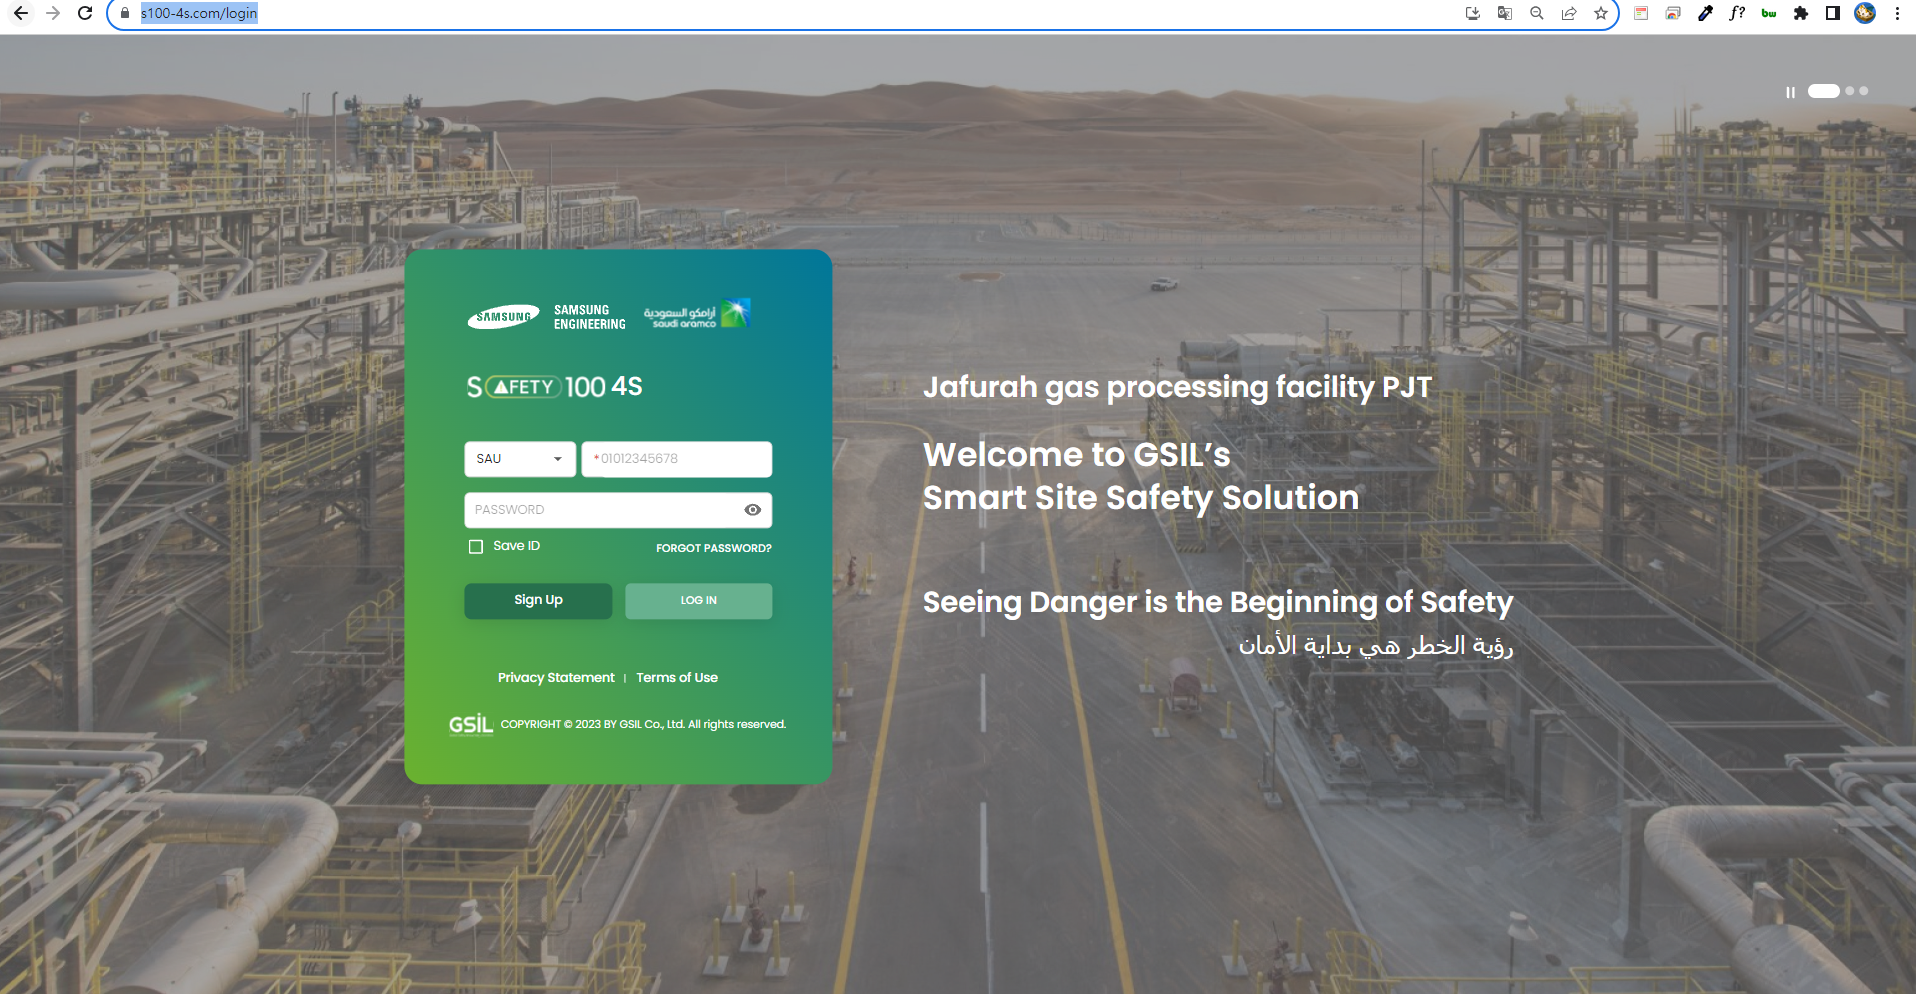 s100-4s.com/login
SAMSUNG
SAMSUNG
ENGINEERING
أرامكو السعودية
saudi aramco
SAFETY 100 4S
SAU
*01012345678
PASSWORD
Save ID
FORGOT PASSWORD?
Sign Up
LOG IN
Privacy Statement | Terms of Use
GSIL COPYRIGHT © 2023 BY GSIL Co., Ltd. All rights reserved.
Jafurah gas processing facility PJT
Welcome to GSIL’s
Smart Site Safety Solution
Seeing Danger is the Beginning of Safety
رؤية الخطر هي بداية الأمان